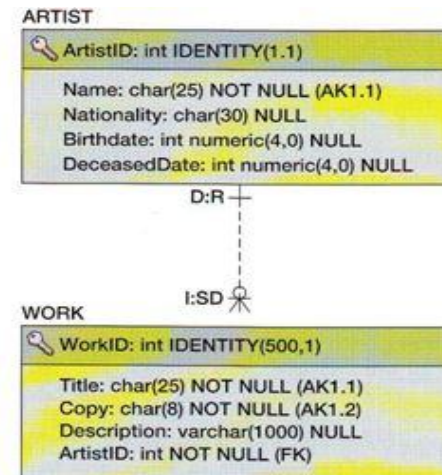 ARTIST
ArtistID: int IDENTITY(1.1)
Name: char(25) NOT NULL (AK1.1)
Nationality: char(30) NULL
Birthdate: int numeric(4,0) NULL
DeceasedDate: int numeric(4,0) NULL
D:R
I:SD
WORK
WorkID: int IDENTITY(500,1)
Title: char(25) NOT NULL (AK1.1)
Copy: char(8) NOT NULL (AK1.2)
Description: varchar(1000) NULL
ArtistID: int NOT NULL (FK)